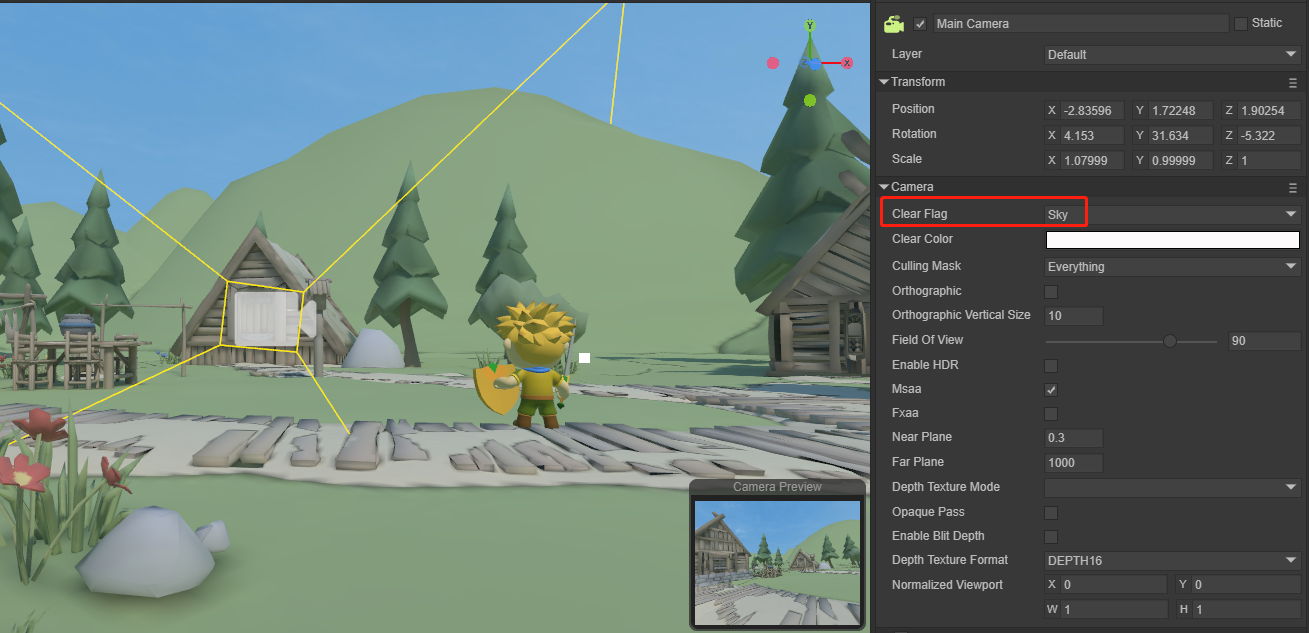 Y
Z X
Camera Preview
Main Camera Static
Layer Default
Transform
Position X -2.83596 Y 1.72248 Z 1.90254
Rotation X 4.153 Y 31.634 Z -5.322
Scale X 1.07999 Y 0.99999 Z 1
Camera
Clear Flag Sky
Clear Color
Culling Mask Everything
Orthographic
Orthographic Vertical Size 10
Field Of View 90
Enable HDR
Msaa
Fxaa
Near Plane 0.3
Far Plane 1000
Depth Texture Mode
Opaque Pass
Enable Blit Depth
Depth Texture Format DEPTH16
Normalized Viewport X 0 Y 0
W 1 H 1